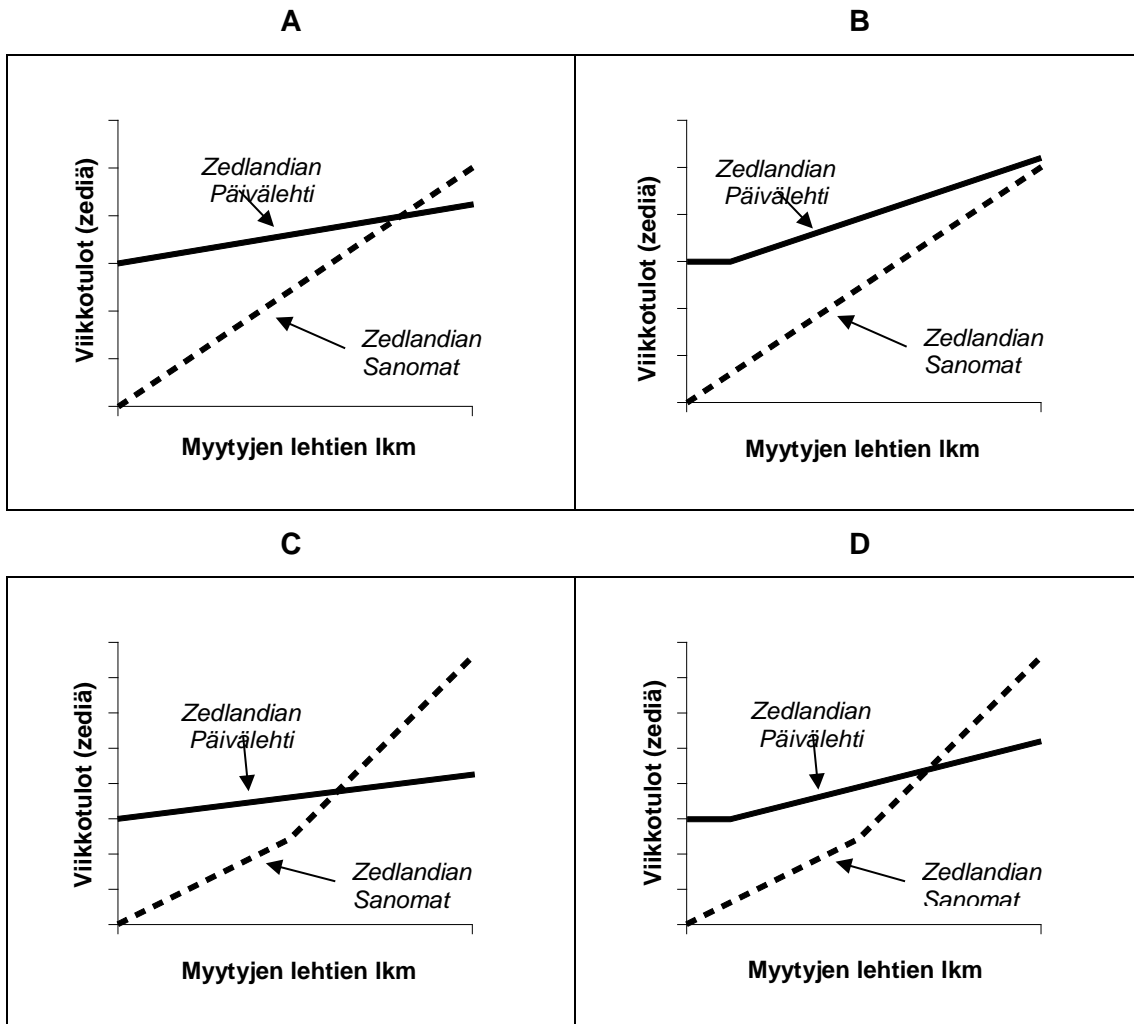 A
B
Viikkotulot (zediä)
Zedlandian
Päivälehti
Zedlandian
Sanomat
Myytyjen lehtien lkm
Viikkotulot (zediä)
Zedlandian
Päivälehti
Zedlandian
Sanomat
Myytyjen lehtien lkm
C
D
Viikkotulot (zediä)
Zedlandian
Päivälehti
Zedlandian
Sanomat
Myytyjen lehtien lkm
Viikkotulot (zediä)
Zedlandian
Päivälehti
Zedlandian
Sanomat
Myytyjen lehtien lkm